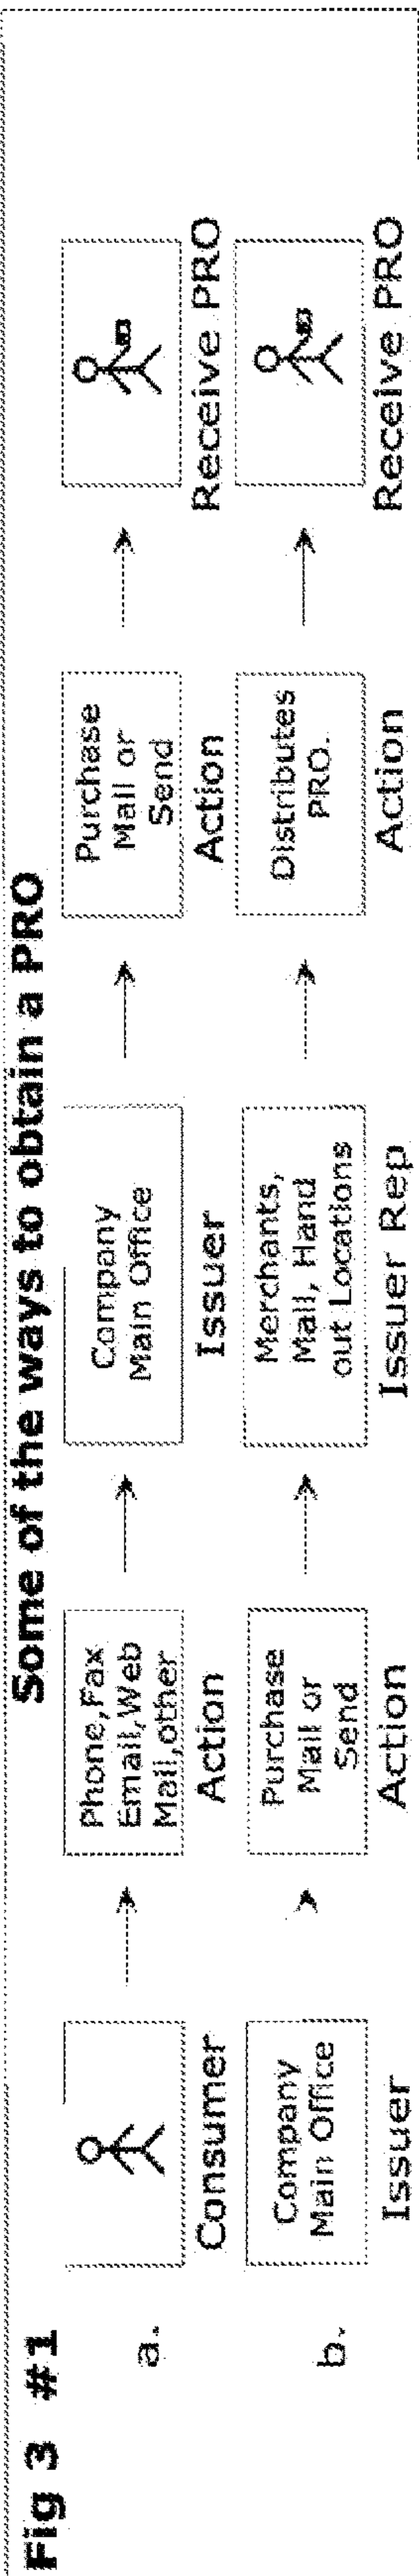 Fig 3 #1
Some of the ways to obtain a PRO
a.
Consumer
Phone,Fax
Email,Web
Mail,other
Action
Company
Main Office
Issuer
Purchase
Mail or
Send
Action
Receive PRO
b.
Company
Main Office
Issuer
Purchase
Mail or
Send
Action
Merchants,
Mail, Hand
out Locations
Issuer Rep
Distributes
PRO.
Action
Receive PRO